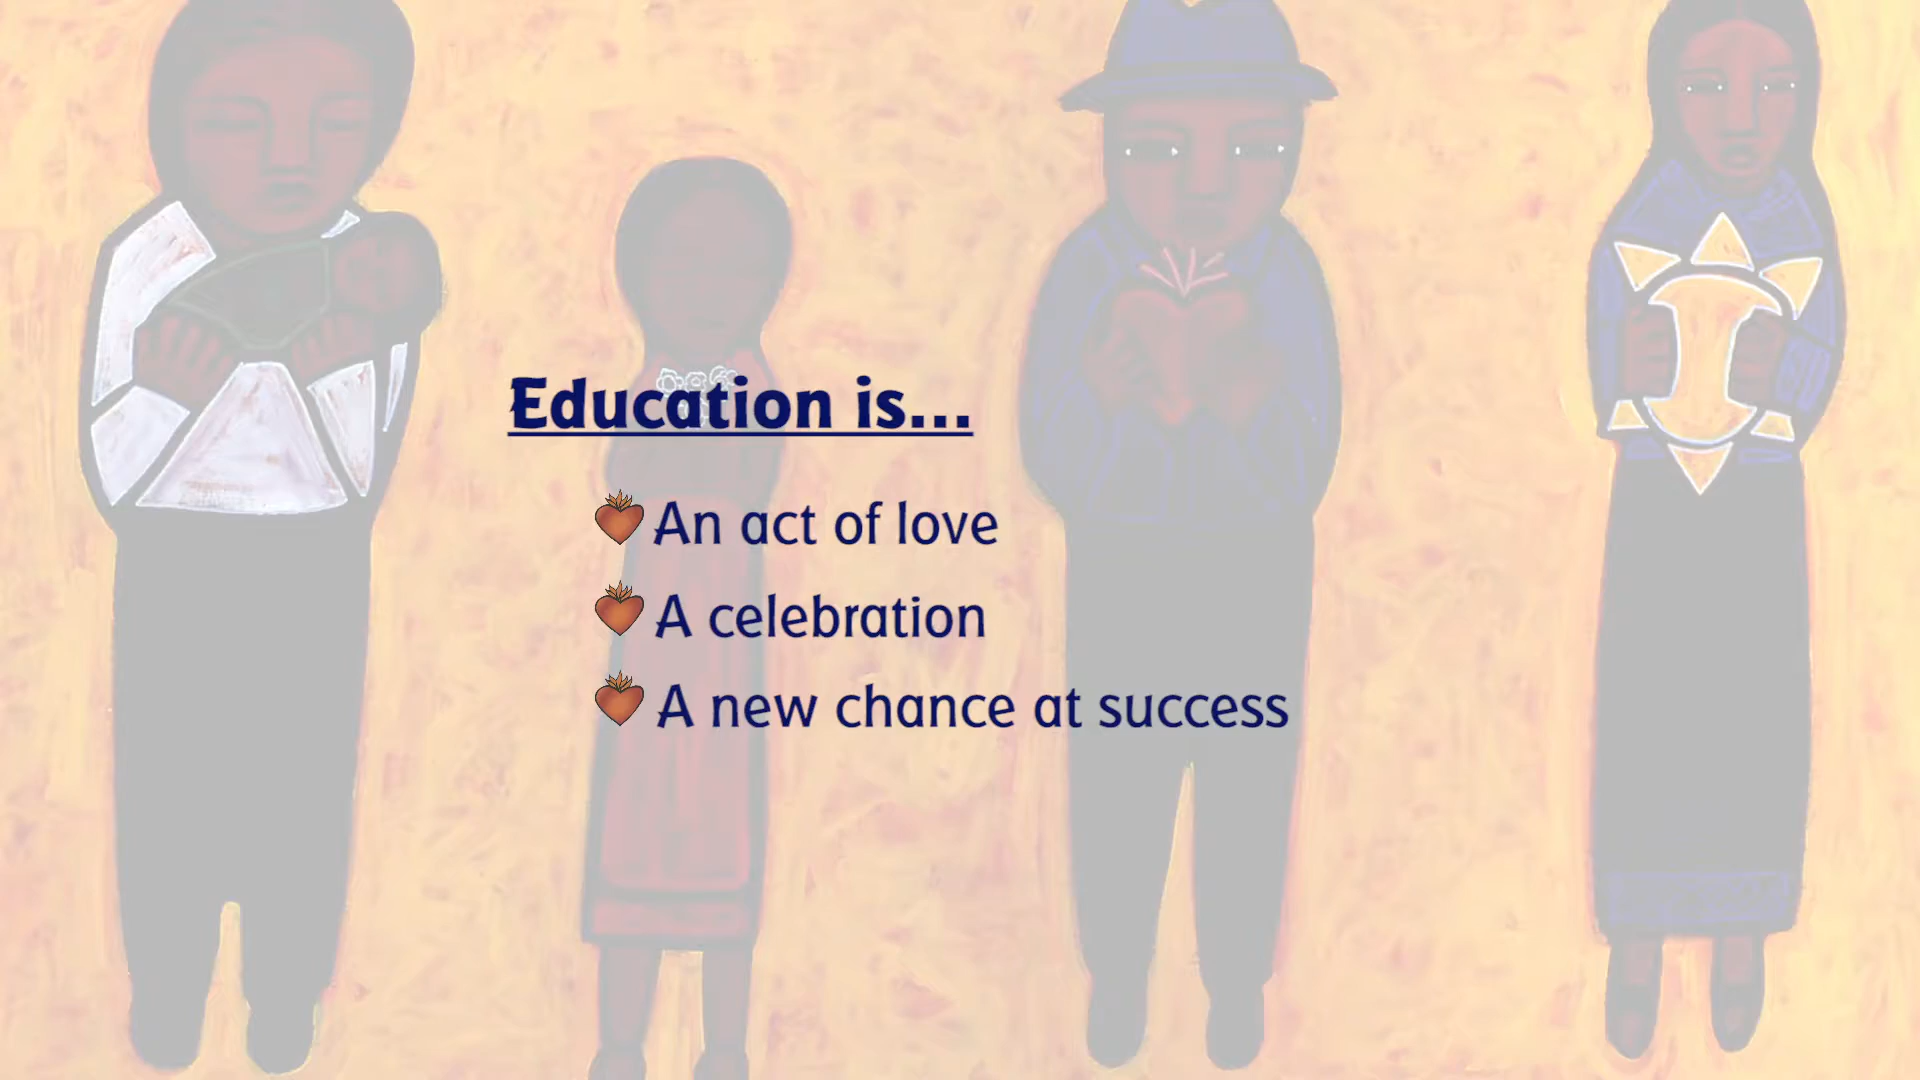 Education is...
An act of love
A celebration
A new chance at success